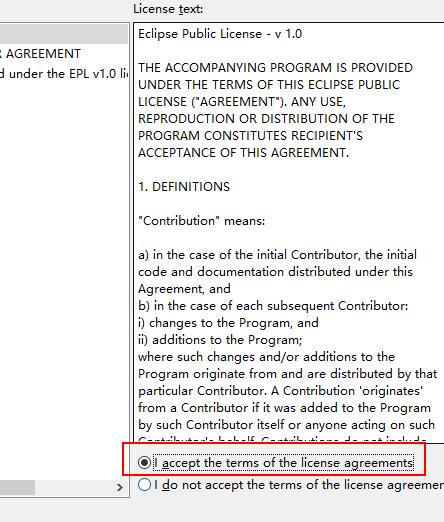 License text:
Eclipse Public License - v 1.0
AGREEMENT
d under the EPL v1.0
THE ACCOMPANYING PROGRAM IS PROVIDED
UNDER THE TERMS OF THIS ECLIPSE PUBLIC
LICENSE ("AGREEMENT"). ANY USE,
REPRODUCTION OR DISTRIBUTION OF THE
PROGRAM CONSTITUTES RECIPIENT'S
ACCEPTANCE OF THIS AGREEMENT.
1. DEFINITIONS
"Contribution" means:
a) in the case of the initial Contributor, the initial
code and documentation distributed under this
Agreement, and
b) in the case of each subsequent Contributor:
i) changes to the Program, and
ii) additions to the Program;
where such changes and/or additions to the
Program originate from and are distributed by that
particular Contributor. A Contribution 'originates'
from a Contributor if it was added to the Program
by such Contributor itself or anyone acting on such
Contributor's behalf. Contributions do not include
I accept the terms of the license agreements
I do not accept the terms of the license